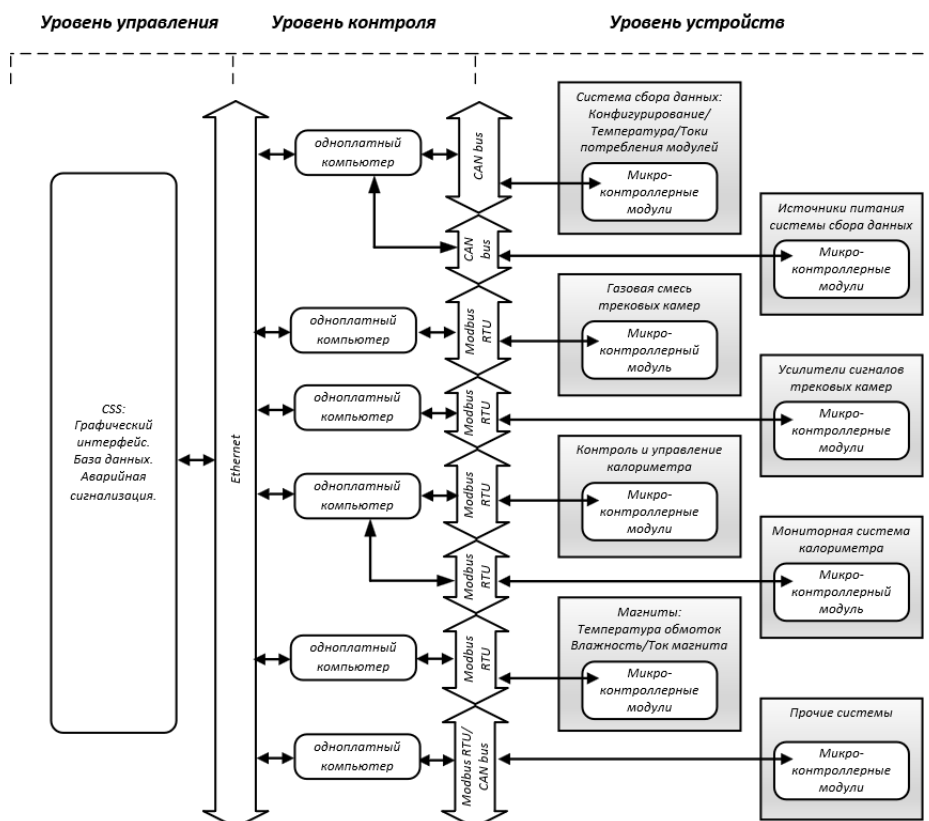 Уровень управления
Уровень контроля
Уровень устройств
CSS:
Графический
интерфейс.
База данных.
Аварийная
сигнализация.
Ethernet
одноплатный
компьютер
CAN bus
Система сбора данных:
Конфигурирование/
Температура/Токи
потребления модулей
Микро-
контроллерные
модули
CAN
bus
Источники питания
системы сбора данных
Микро-
контроллерные
модули
одноплатный
компьютер
Modbus
RTU
Газовая смесь
трековых камер
Микро-
контроллерный
модуль
одноплатный
компьютер
Modbus
RTU
Усилители сигналов
трековых камер
Микро-
контроллерные
модули
одноплатный
компьютер
Modbus
RTU
Контроль и управление
калориметра
Микро-
контроллерные
модули
Modbus
RTU
Мониторная система
калориметра
Микро-
контроллерный
модуль
одноплатный
компьютер
Modbus
RTU
Магниты:
Температура обмоток
Влажность/Ток магнита
Микро-
контроллерные
модули
одноплатный
компьютер
Modbus RTU/
CAN bus
Прочие системы
Микро-
контроллерные
модули